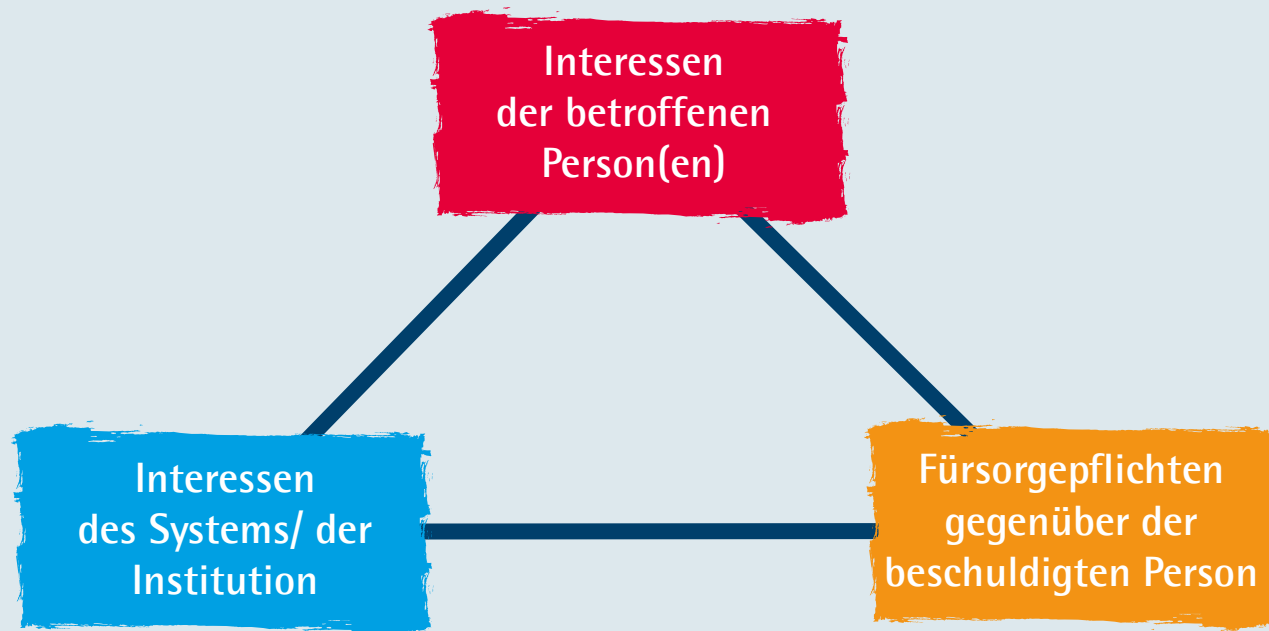 Interessen
der betroffenen
Person(en)
Interessen
des Systems/ der
Institution
Fürsorgepflichten
gegenüber der
beschuldigten Person